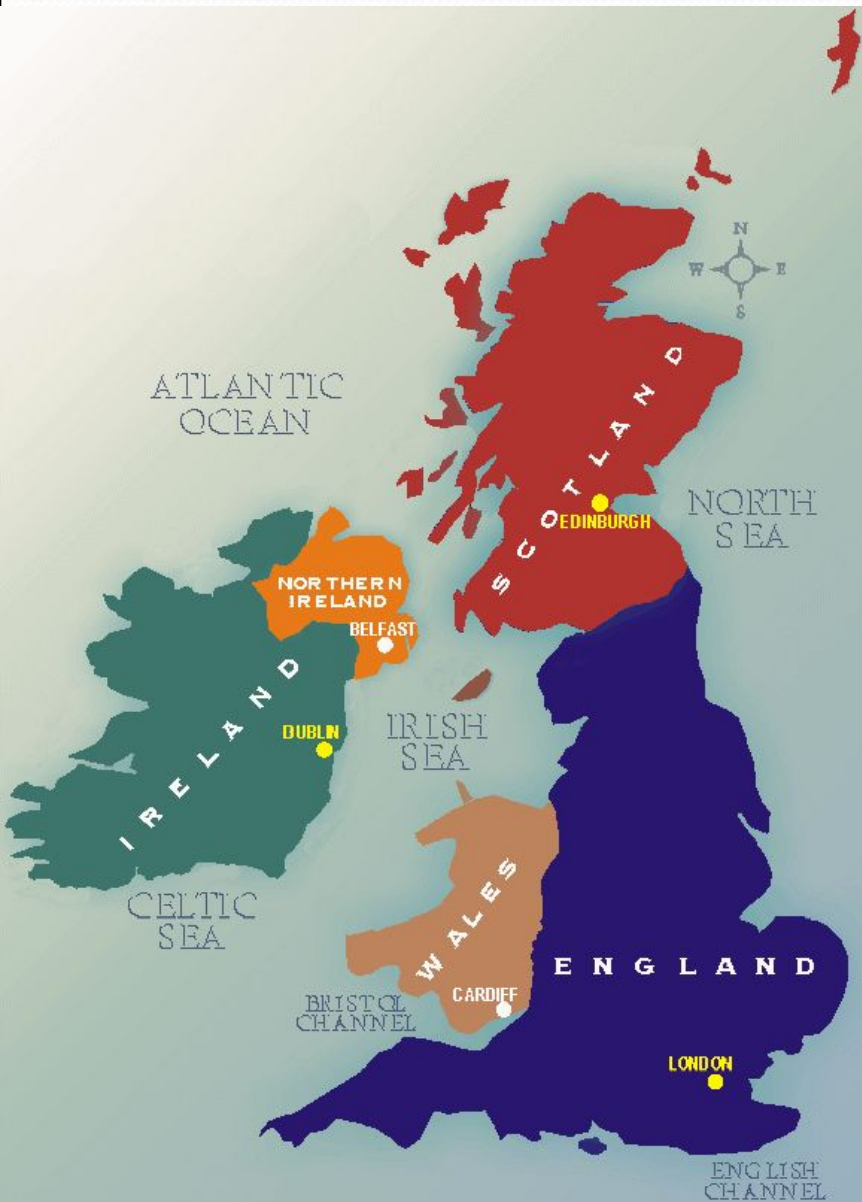 N
W E
S
ATLANTIC
OCEAN
SCOTLAND
NORTH
SEA
EDINBURGH
NORTHERN
IRELAND
BELFAST
IRELAND
DUBLIN
IRISH
SEA
CELTIC
SEA
WALES
ENGLAND
CARDIFF
BRISTOL
CHANNEL
LONDON
ENGLISH
CHANNEL